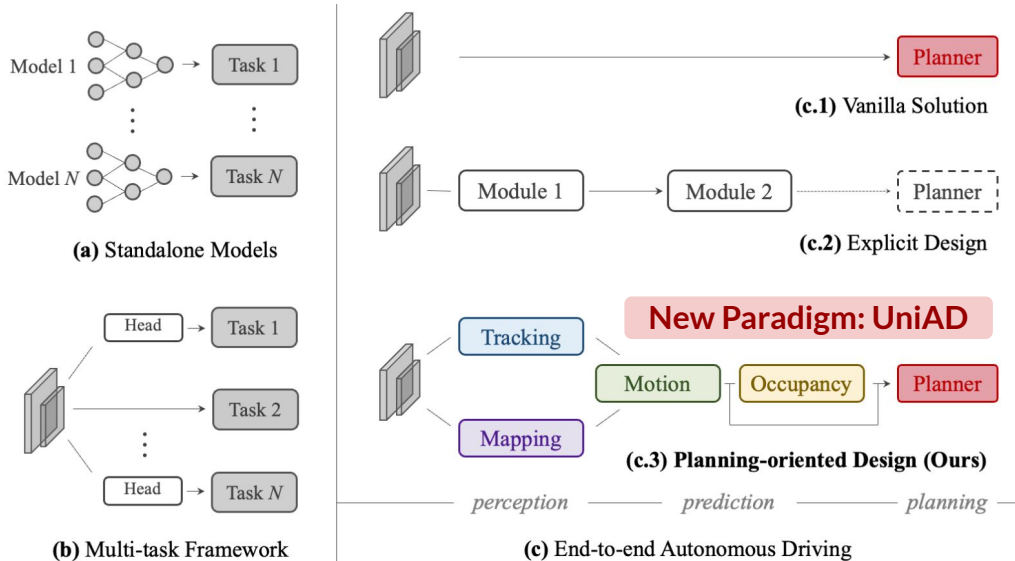 Model 1
Task 1
Model N
Task N
(a) Standalone Models
Head
Task 1
Task 2
Head
Task N
(b) Multi-task Framework
Planner
(c.1) Vanilla Solution
Module 1
Module 2
Planner
(c.2) Explicit Design
New Paradigm: UniAD
Tracking
Motion
Occupancy
Planner
Mapping
(c.3) Planning-oriented Design (Ours)
perception
prediction
planning
(c) End-to-end Autonomous Driving